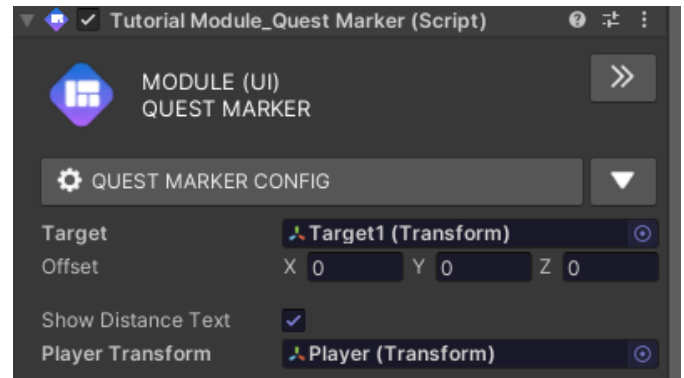 Tutorial Module_Quest Marker (Script)
MODULE (UI)
QUEST MARKER
QUEST MARKER CONFIG
Target Target1 (Transform)
Offset X 0 Y 0 Z 0
Show Distance Text
Player Transform Player (Transform)